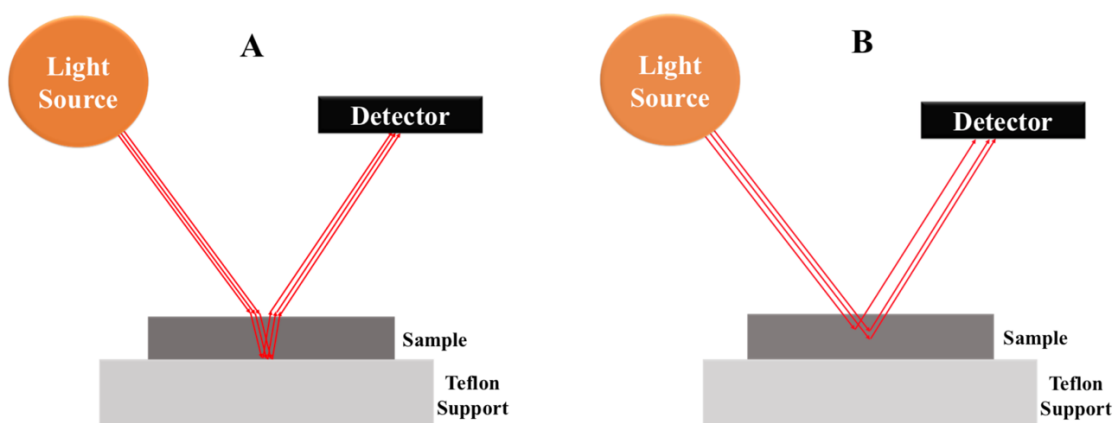 A
Light
Source
Detector
Sample
Teflon
Support
B
Light
Source
Detector
Sample
Teflon
Support